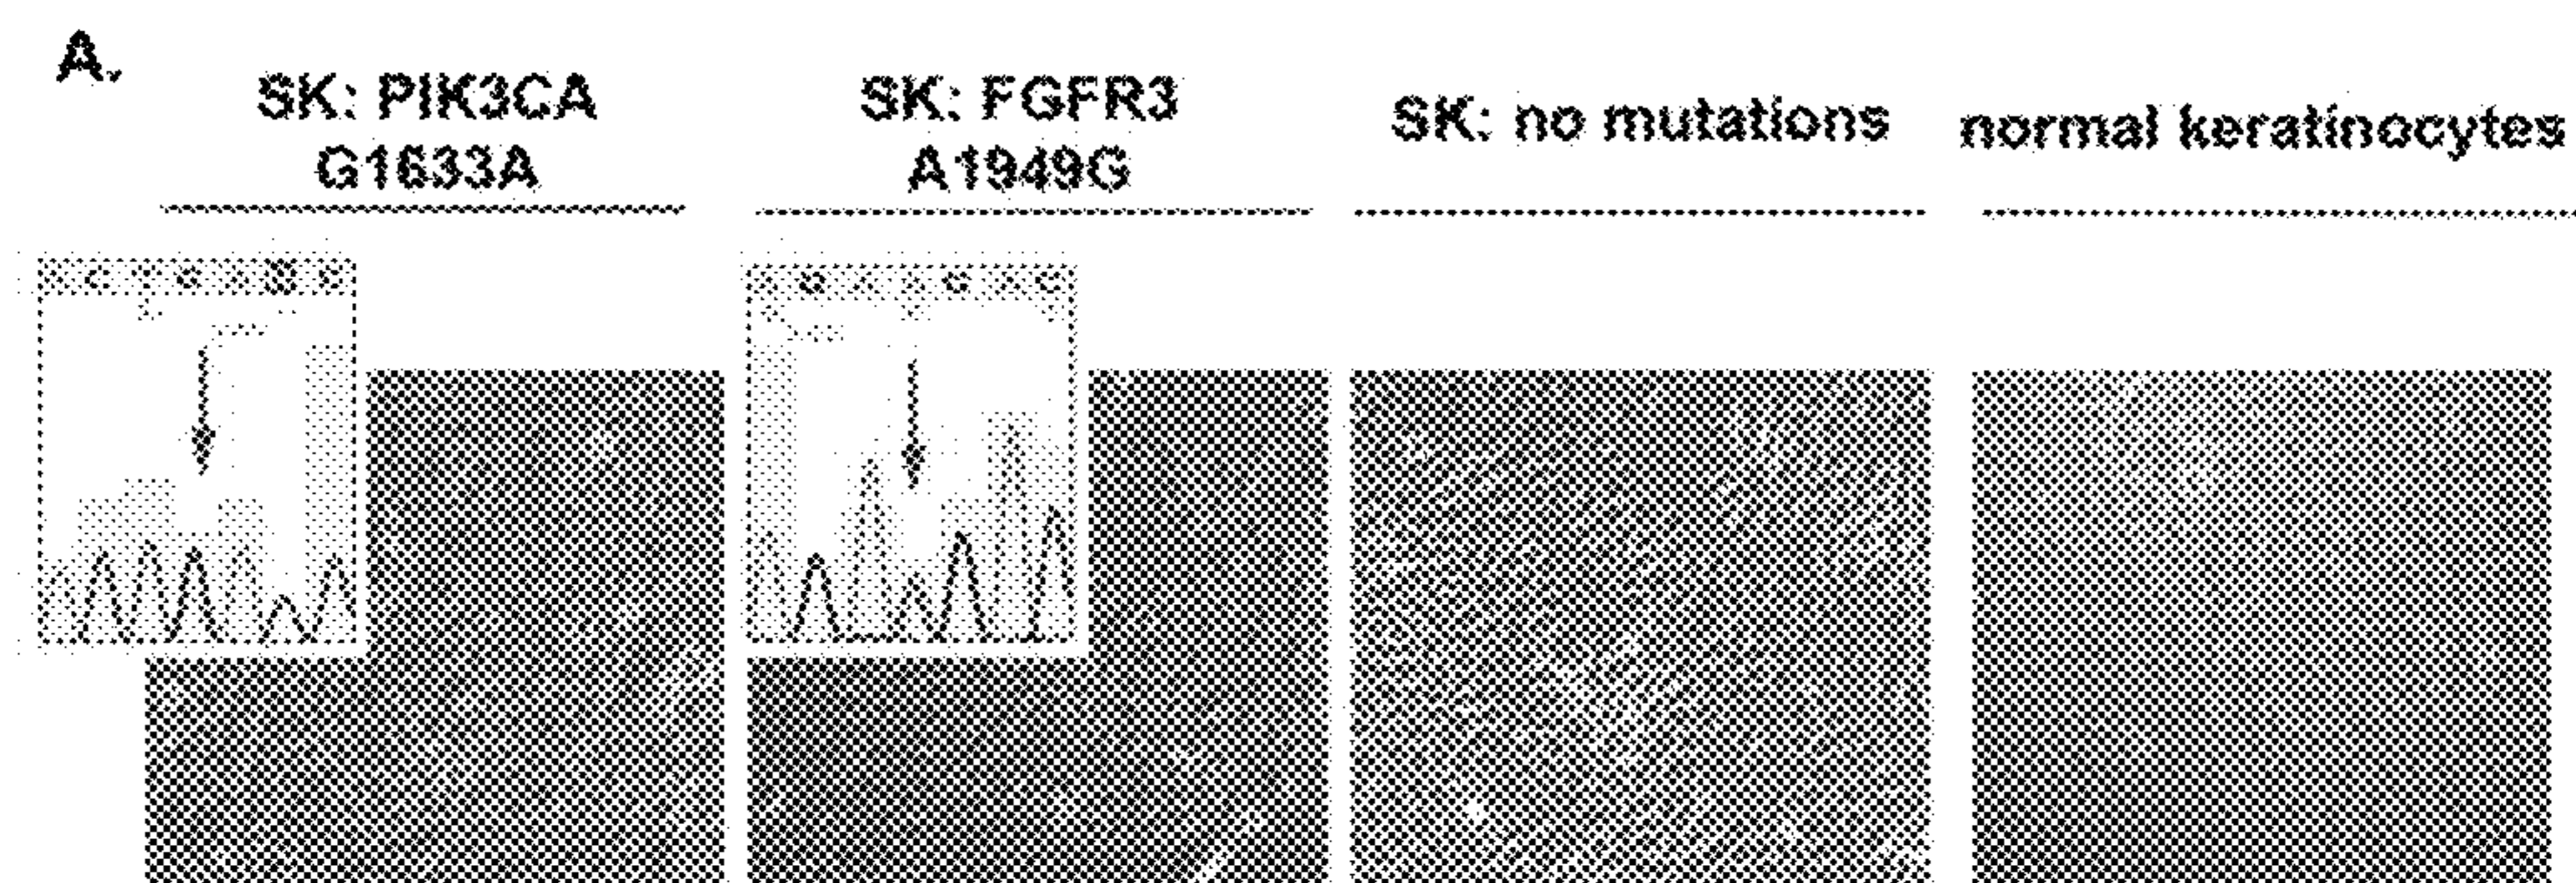 A.
SK: PIK3CA
G1633A
SK: FGFR3
A1949G
SK: no mutations
normal keratinocytes